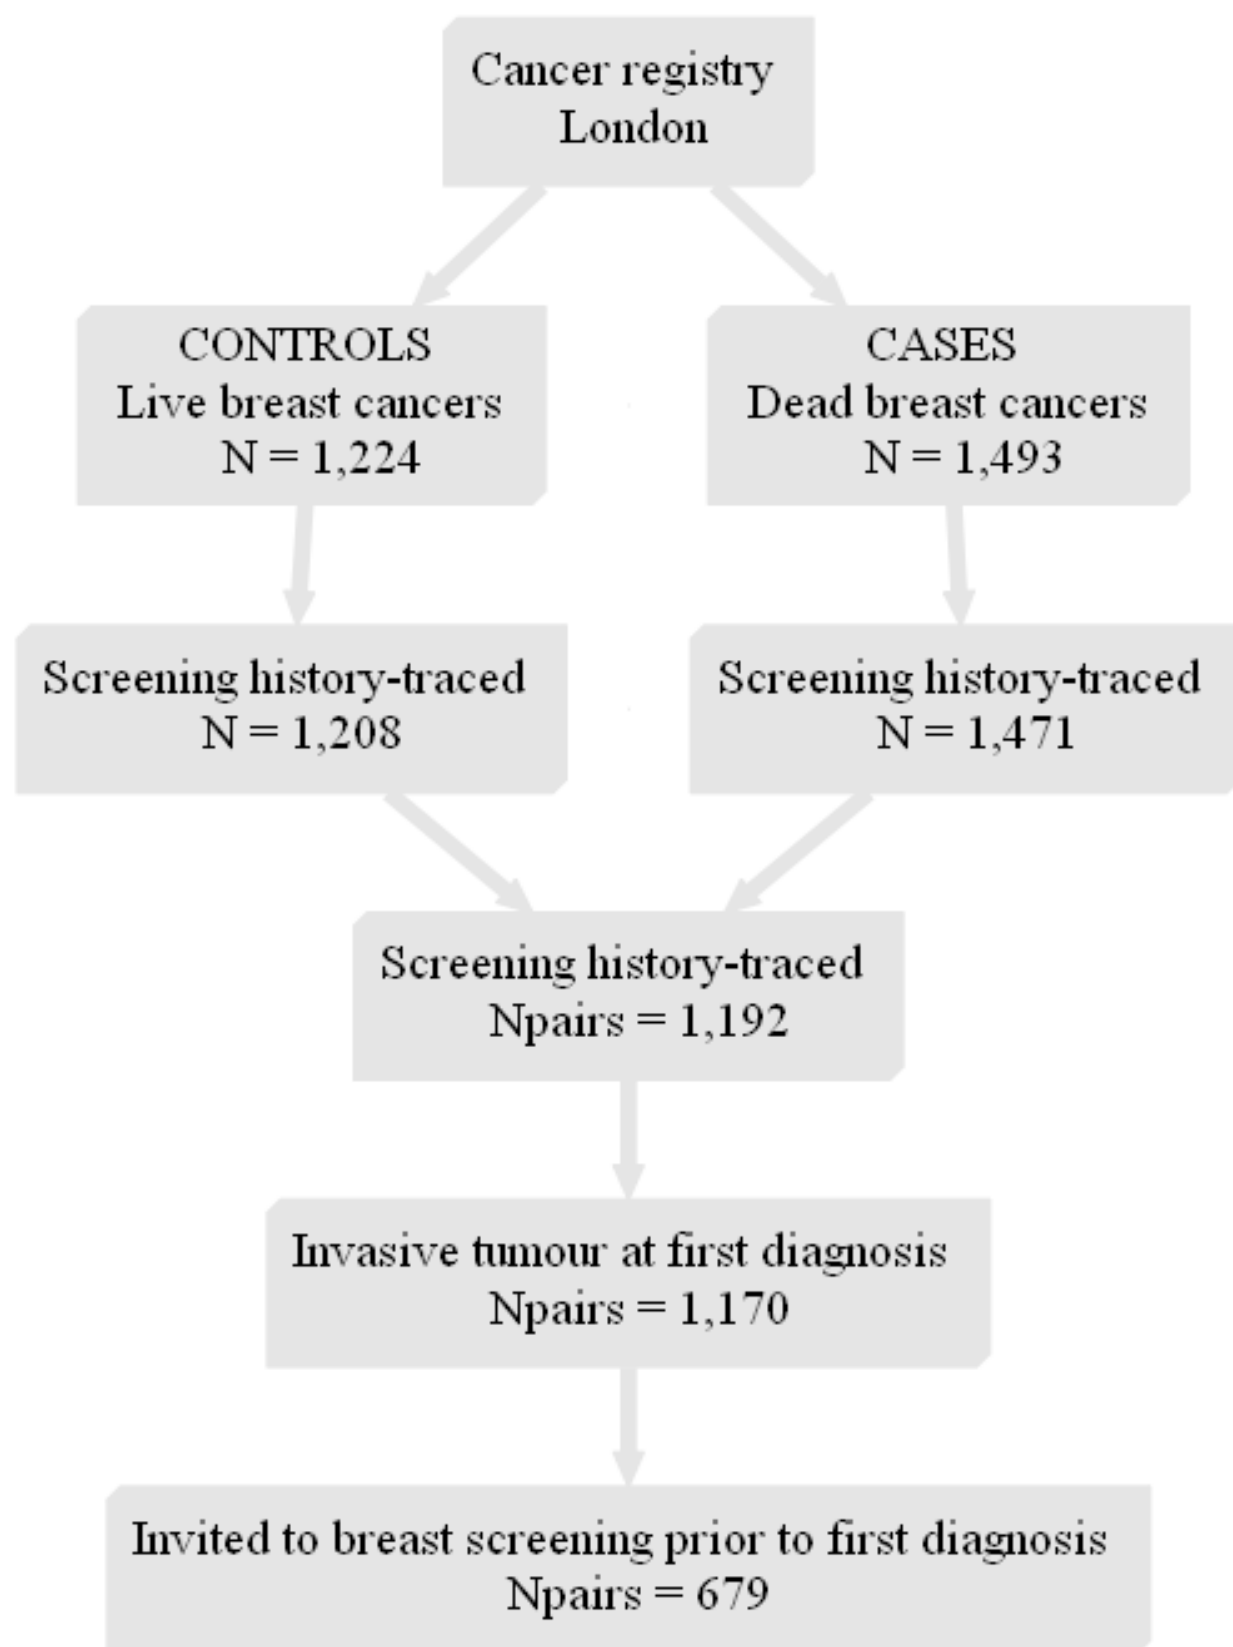 Cancer registry
London
CONTROLS
Live breast cancers
N = 1,224
CASES
Dead breast cancers
N = 1,493
Screening history-traced
N = 1,208
Screening history-traced
N = 1,471
Screening history-traced
Npairs = 1,192
Invasive tumour at first diagnosis
Npairs = 1,170
Invited to breast screening prior to first diagnosis
Npairs = 679